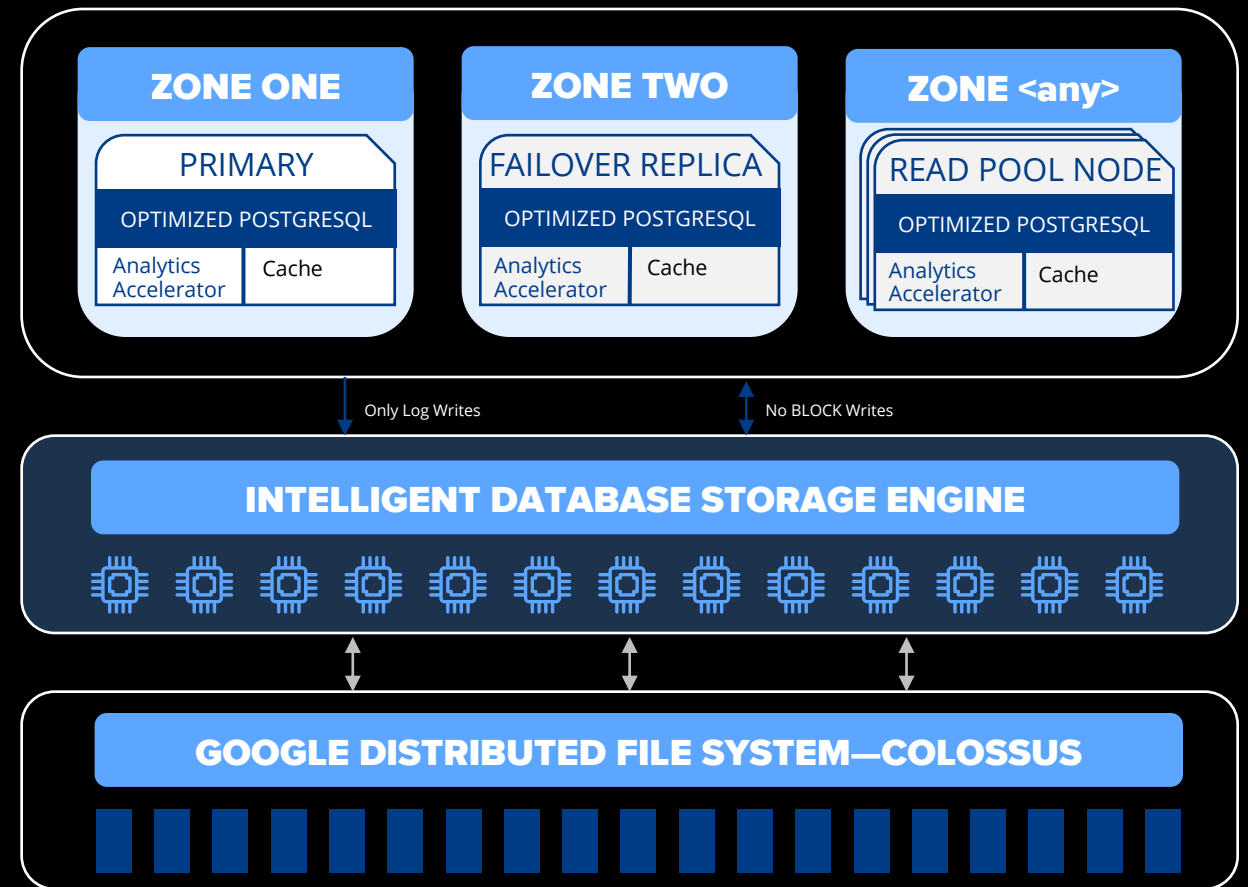 ZONE ONE
PRIMARY
OPTIMIZED POSTGRESQL
Analytics
Accelerator
Cache
ZONE TWO
FAILOVER REPLICA
OPTIMIZED POSTGRESQL
Analytics
Accelerator
Cache
ZONE <any>
READ POOL NODE
OPTIMIZED POSTGRESQL
Analytics
Accelerator
Cache
Only Log Writes
No BLOCK Writes
INTELLIGENT DATABASE STORAGE ENGINE
GOOGLE DISTRIBUTED FILE SYSTEM—COLOSSUS